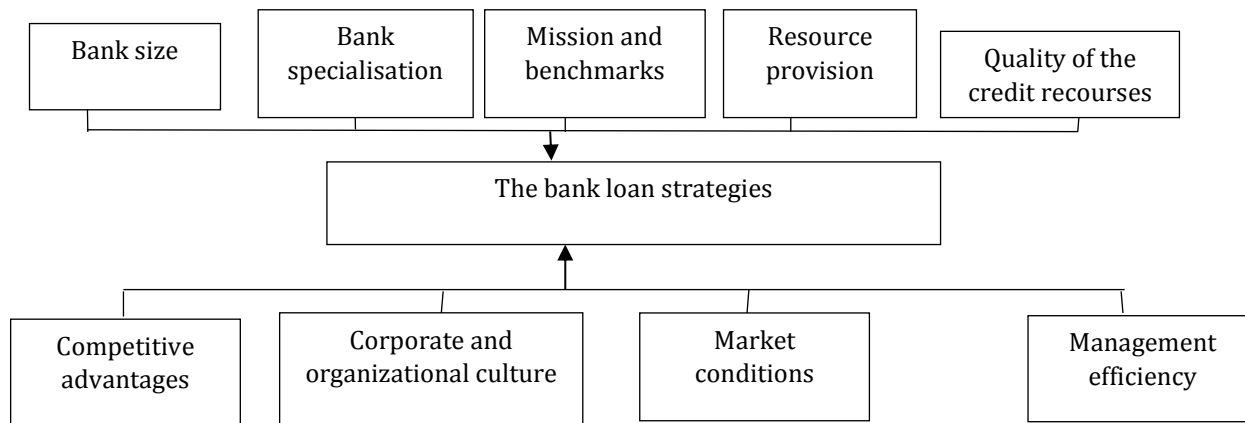 Bank size
Bank
specialisation
Mission and
benchmarks
Resource
provision
Quality of the
credit recourses
The bank loan strategies
Competitive
advantages
Corporate and
organizational culture
Market
conditions
Management
efficiency